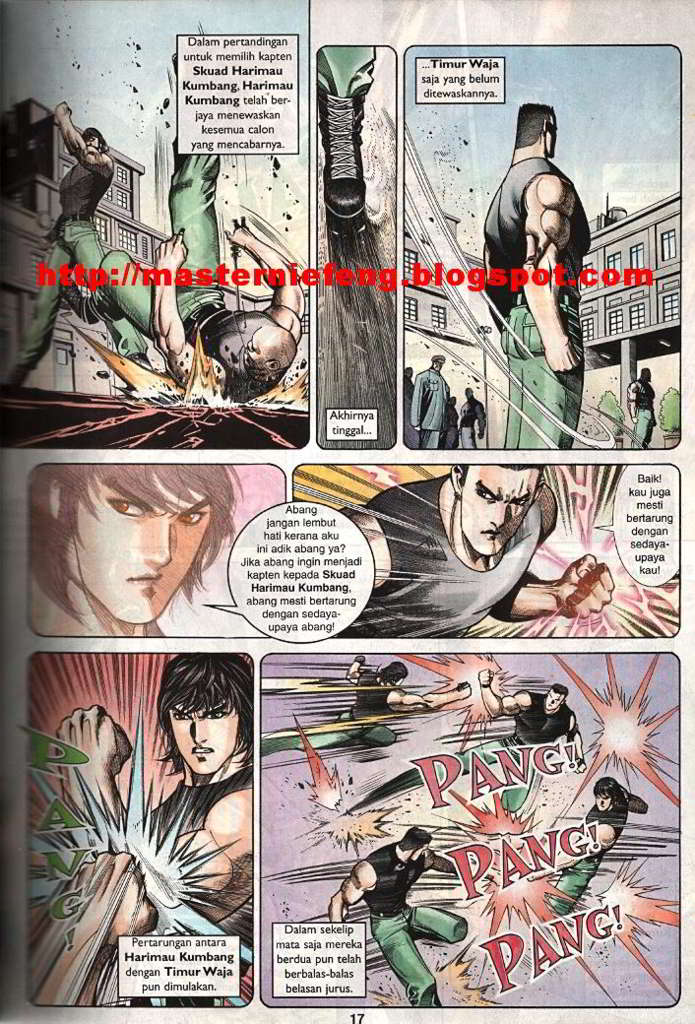 Dalam pertandingan
untuk memilih kapten
Skuad Harimau
Kumbang, Harimau
Kumbang telah ber-
jaya menewaskan
kesemua calon
yang mencabarnya.
Akhirnya
tinggal...
...Timur Waja
saja yang belum
ditewaskannya.
http://masterniefeng.blogspot.com
Abang
jangan lembut
hati kerana aku
ini adik abang ya?
Jika abang ingin menjadi
kapten kepada Skuad
Harimau Kumbang,
abang mesti bertarung
dengan sedaya-
upaya abang!
Baik!
kau juga
mesti
bertarung
dengan
sedaya-
upaya
kau!
PANG!
Pertarungan antara
Harimau Kumbang
dengan Timur Waja
pun dimulakan.
PANG!
PANG!
PANG!
Dalam sekelip
mata saja mereka
berdua pun telah
berbalas-balas
belasan jurus.
17